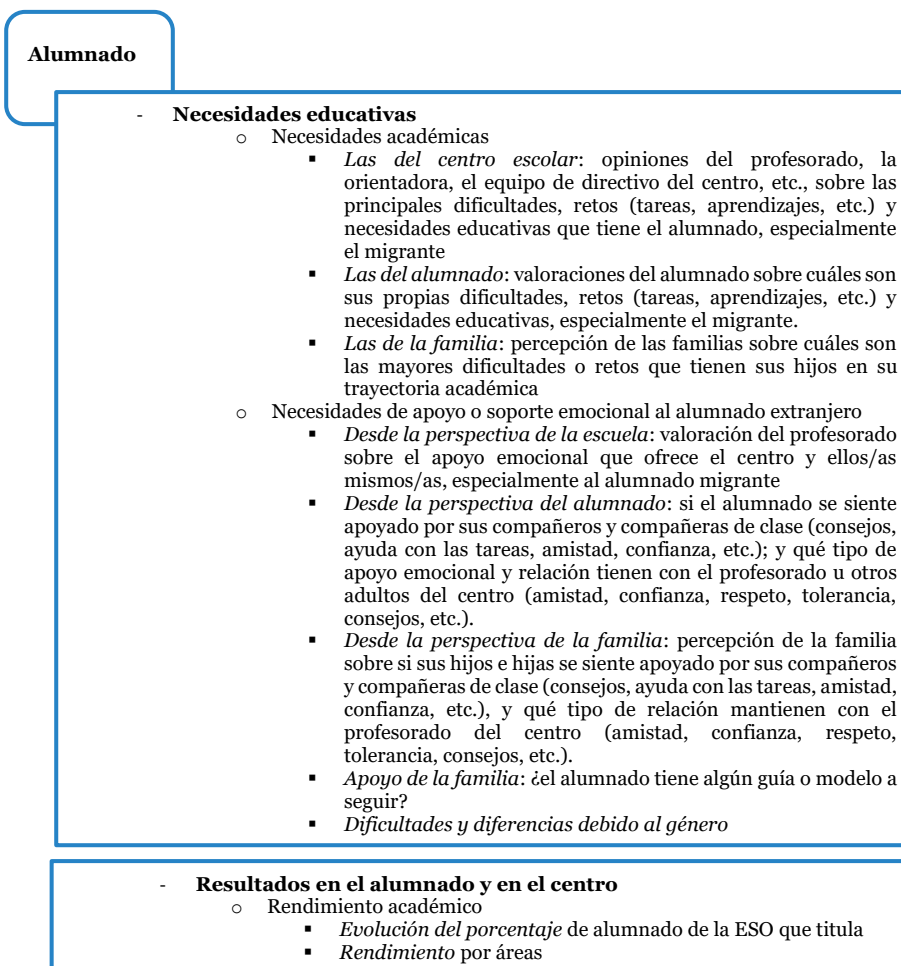 Alumnado
- Necesidades educativas
o Necesidades académicas
▪ Las del centro escolar: opiniones del profesorado, la
orientadora, el equipo de directivo del centro, etc., sobre las
principales dificultades, retos (tareas, aprendizajes, etc.) y
necesidades educativas que tiene el alumnado, especialmente
el migrante
▪ Las del alumnado: valoraciones del alumnado sobre cuáles son
sus propias dificultades, retos (tareas, aprendizajes, etc.) y
necesidades educativas, especialmente el migrante.
▪ Las de la familia: percepción de las familias sobre cuáles son
las mayores dificultades o retos que tienen sus hijos en su
trayectoria académica
o Necesidades de apoyo o soporte emocional al alumnado extranjero
▪ Desde la perspectiva de la escuela: valoración del profesorado
sobre el apoyo emocional que ofrece el centro y ellos/as
mismos/as, especialmente al alumnado migrante
▪ Desde la perspectiva del alumnado: si el alumnado se siente
apoyado por sus compañeros y compañeras de clase (consejos,
ayuda con las tareas, amistad, confianza, etc.); y qué tipo de
apoyo emocional y relación tienen con el profesorado u otros
adultos del centro (amistad, confianza, respeto, tolerancia,
consejos, etc.).
▪ Desde la perspectiva de la familia: percepción de la familia
sobre si sus hijos e hijas se siente apoyado por sus compañeros
y compañeras de clase (consejos, ayuda con las tareas, amistad,
confianza, etc.), y qué tipo de relación mantienen con el
profesorado del centro (amistad, confianza, respeto,
tolerancia, consejos, etc.).
▪ Apoyo de la familia: ¿el alumnado tiene algún guía o modelo a
seguir?
▪ Dificultades y diferencias debido al género
- Resultados en el alumnado y en el centro
o Rendimiento académico
▪ Evolución del porcentaje de alumnado de la ESO que titula
▪ Rendimiento por áreas